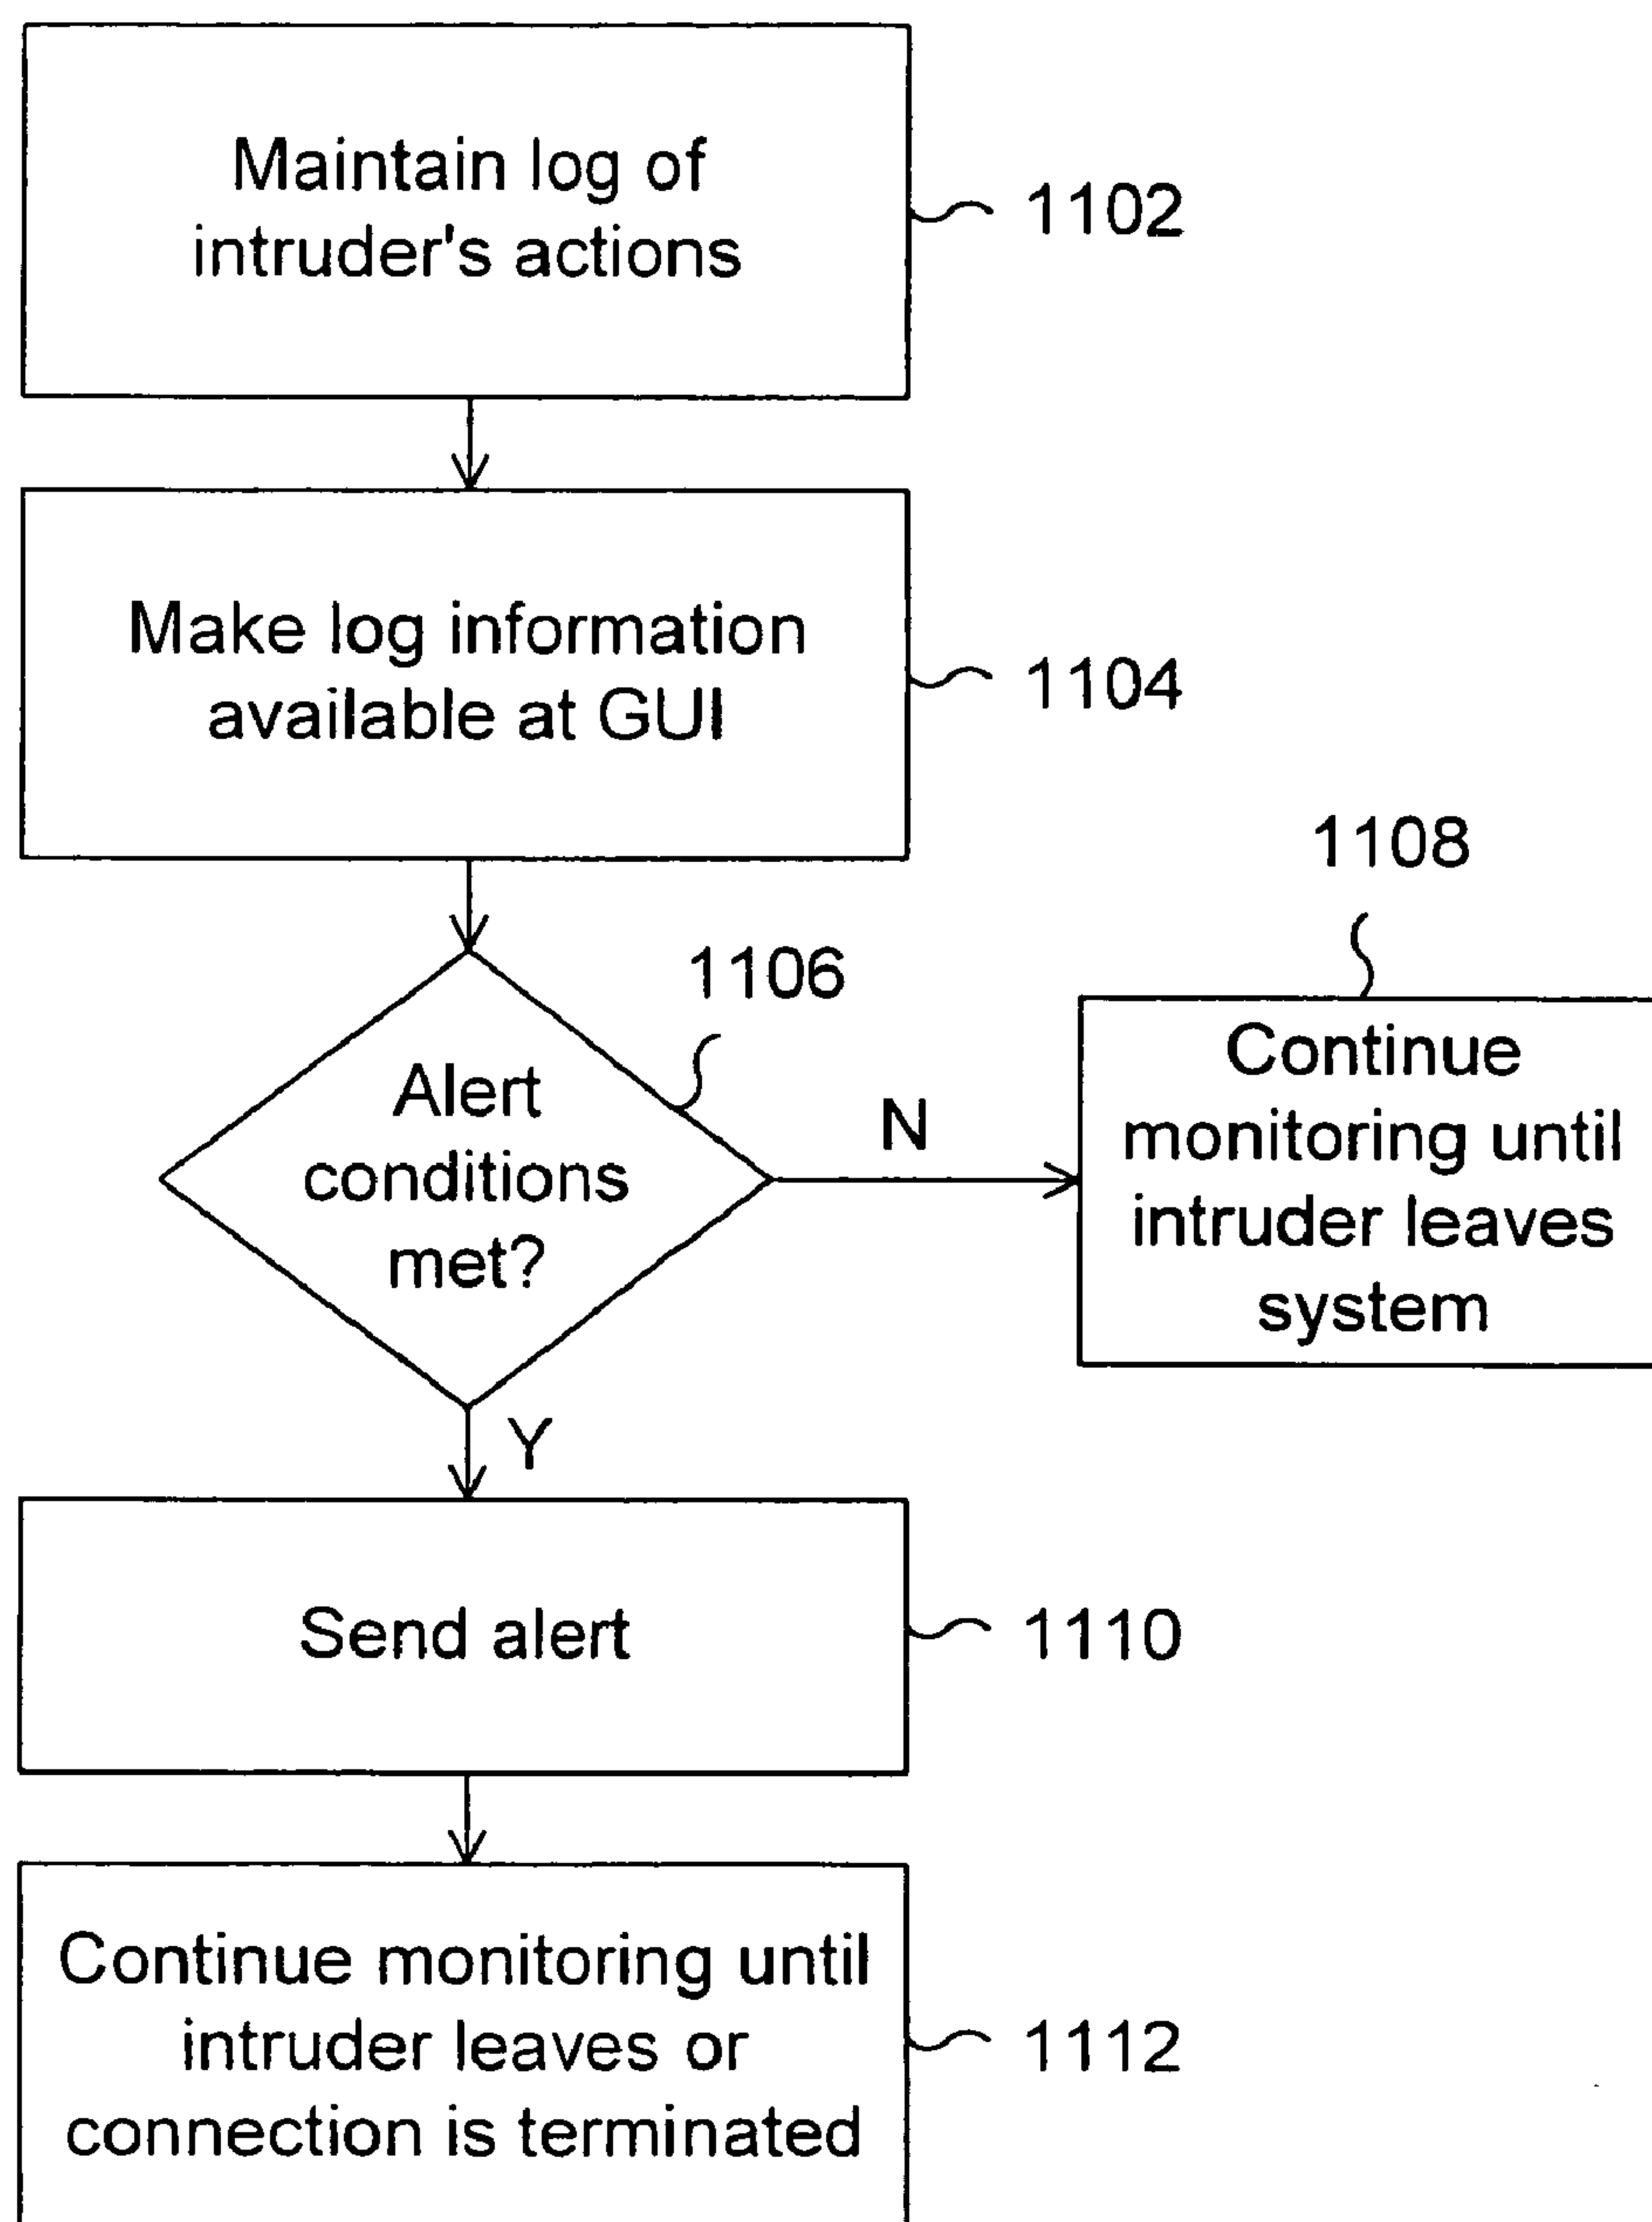 Maintain log of
intruder's actions
1102
Make log information
available at GUI
1104
1108
1106
Alert
conditions
met?
N
Continue
monitoring until
intruder leaves
system
Y
Send alert
1110
Continue monitoring until
intruder leaves or
connection is terminated
1112